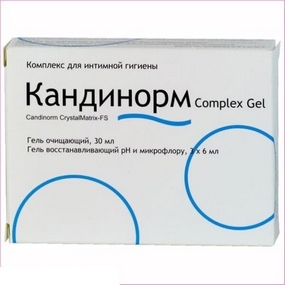 Комплекс для интимной гигиены
Кандинорм Complex Gel
Candinorm CrystalMatrix-FS
Гель очищающий, 30 мл
Гель восстанавливающий pH и микрофлору, 7 х 6 мл